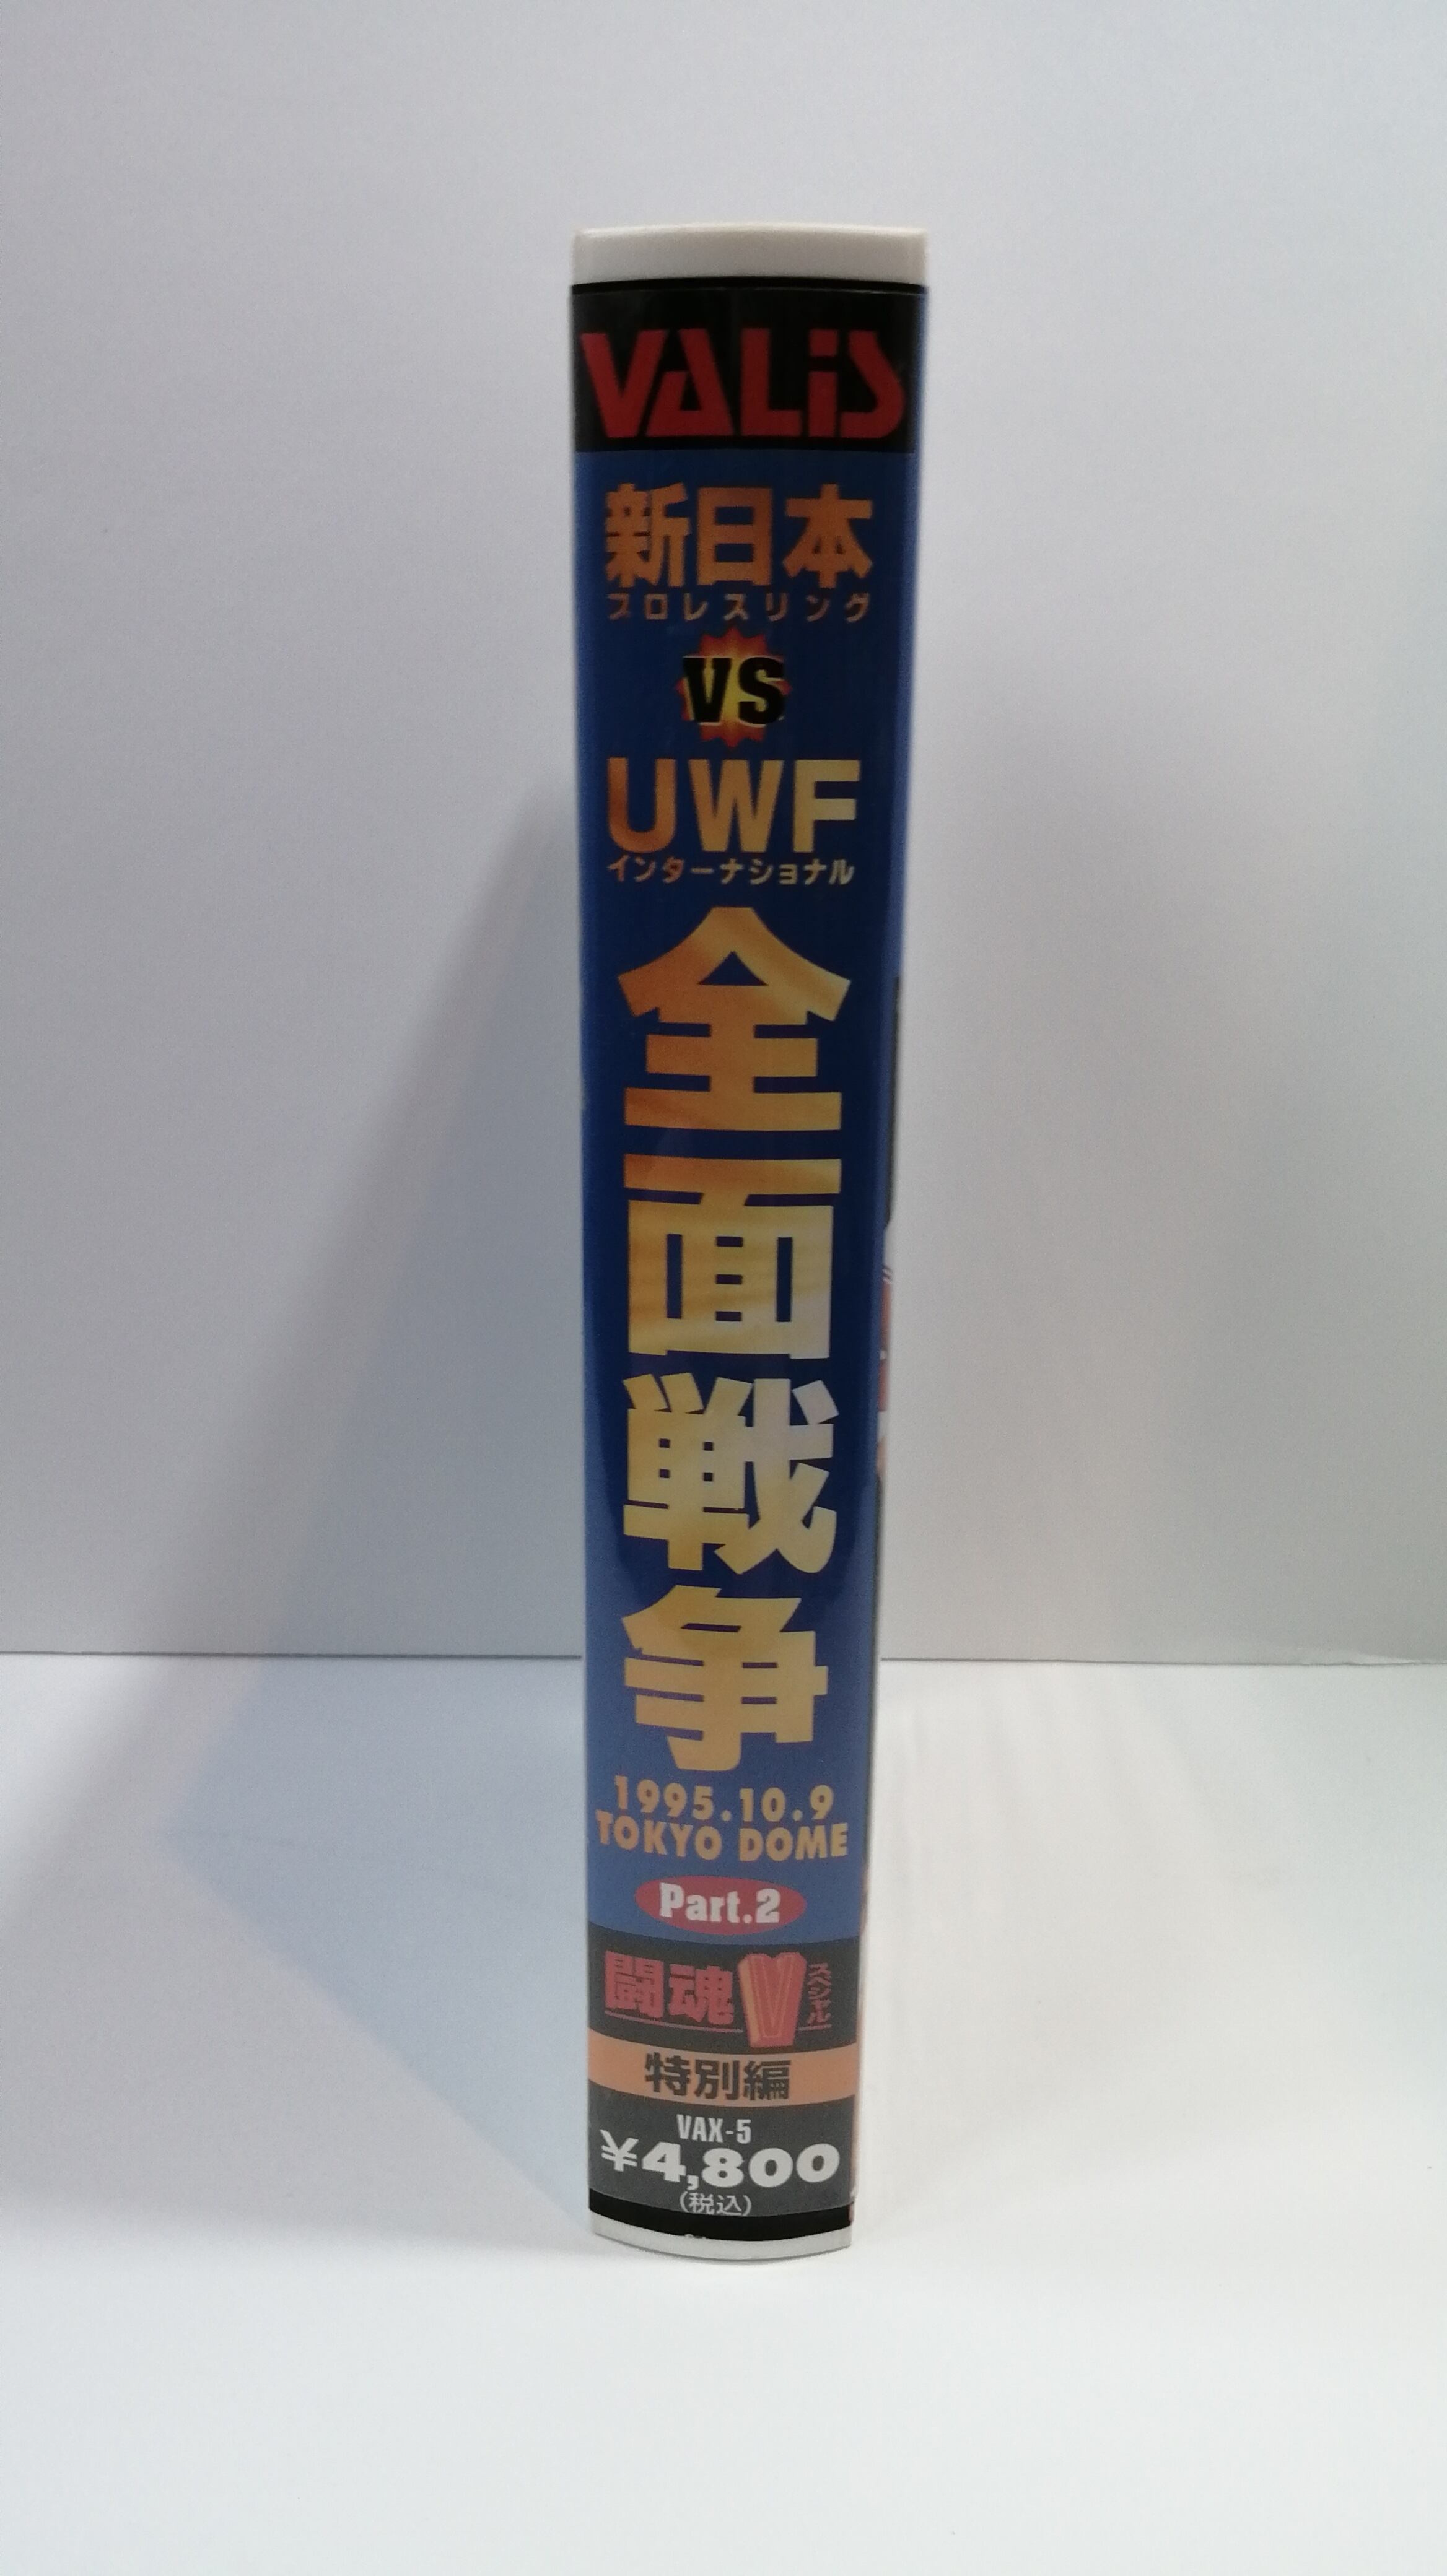 VALiS
新日本
プロレスリング
VS
UWF
インターナショナル
全面戦争
1995.10.9
TOKYO DOME
Part.2
闘魂Vスペシャル
特別編
VAX-5
¥4,800
(税込)